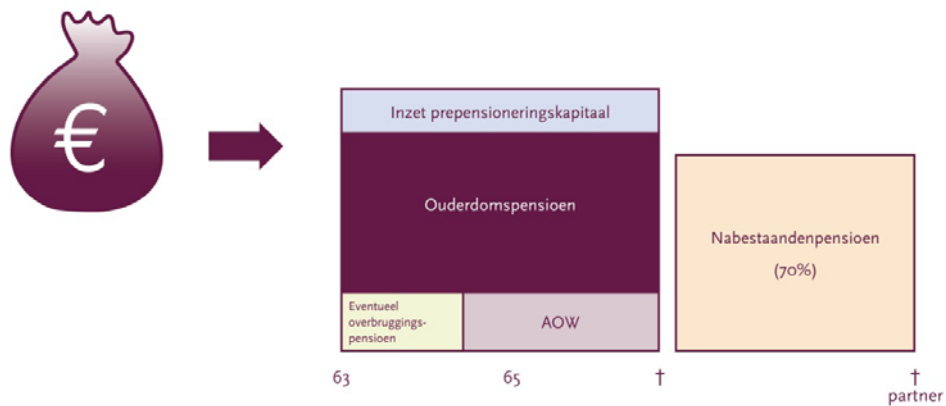 €
Inzet prepensioneringskapitaal
Ouderdomspensioen
Eventueel
overbruggings-
pensioen
AOW
Nabestaandenpensioen
(70%)
63
65
†
†
partner